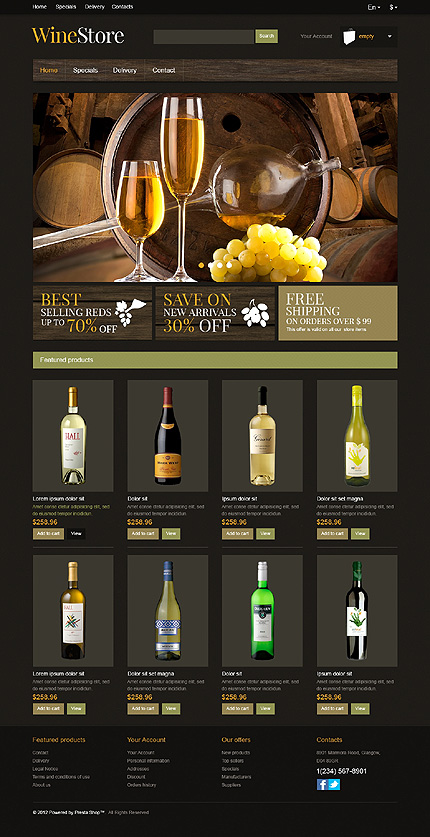 Home Specials Delivery Contacts
En $
WineStore
Search
Your Account
empty
Home Specials Delivery Contact
BEST
SELLING REDS
UP TO 70% OFF
SAVE ON
NEW ARRIVALS
30% OFF
FREE
SHIPPING
ON ORDERS OVER $ 99
This offer is valid on all our store items
Featured products
HALL
Lorem ipsum dolor sit
Amet conse ctetur adipisicing elit, sed
do eiusmod tempor incididun.
$258.96
Add to cart View
Dolor sit
Amet conse ctetur adipisicing elit, sed
do eiusmod tempor incididun.
$258.96
Add to cart View
Ipsum dolor sit
Amet conse ctetur adipisicing elit, sed
do eiusmod tempor incididun.
$258.96
Add to cart View
Dolor sit set magna
Amet conse ctetur adipisicing elit, sed
do eiusmod tempor incididun.
$258.96
Add to cart View
HALL
Lorem ipsum dolor sit
Amet conse ctetur adipisicing elit, sed
do eiusmod tempor incididun.
$258.96
Add to cart View
Dolor sit set magna
Amet conse ctetur adipisicing elit, sed
do eiusmod tempor incididun.
$258.96
Add to cart View
Dolor sit
Amet conse ctetur adipisicing elit, sed
do eiusmod tempor incididun.
$258.96
Add to cart View
Ipsum dolor sit
Amet conse ctetur adipisicing elit, sed
do eiusmod tempor incididun.
$258.96
Add to cart View
Featured products
Contact
Delivery
Legal Notice
Terms and conditions of use
About us
Your Account
Your Account
Personal information
Addresses
Discount
Orders history
Our offers
New products
Top sellers
Specials
Manufacturers
Suppliers
Contacts
8901 Marmora Road, Glasgow,
D04 89GR
1(234) 567-8901
© 2012 Powered by Presta Shop™. All Rights Reserved